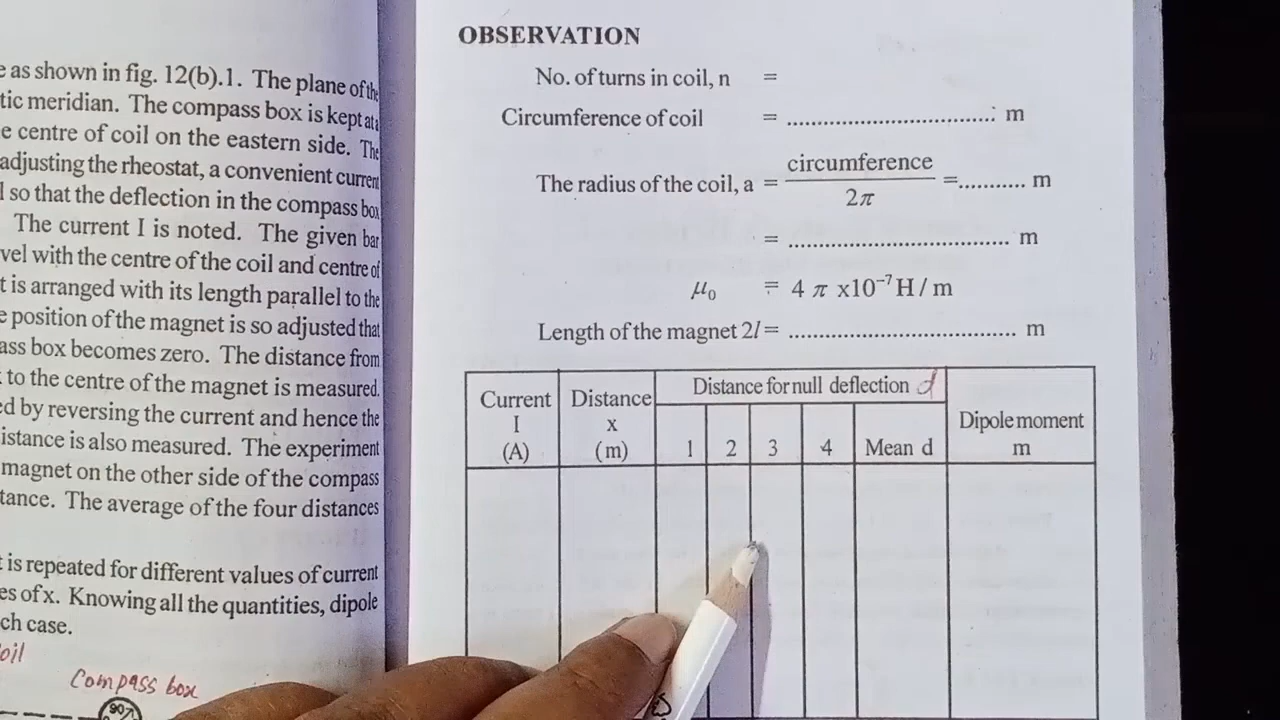 e as shown in fig. 12(b).1. The plane of the
tic meridian. The compass box is kept at a
e centre of coil on the eastern side. The
adjusting the rheostat, a convenient current
l so that the deflection in the compass box
The current I is noted. The given bar
vel with the centre of the coil and centre of
t is arranged with its length parallel to the
e position of the magnet is so adjusted that
ass box becomes zero. The distance from
to the centre of the magnet is measured.
ed by reversing the current and hence the
istance is also measured. The experiment
magnet on the other side of the compass
tance. The average of the four distances
t is repeated for different values of current
es of x. Knowing all the quantities, dipole
ch case.
oil
Compass box
90
OBSERVATION
No. of turns in coil, n =
Circumference of coil = .................................. m
The radius of the coil, a = circumference / 2π = ........... m
= .................................. m
μ₀ = 4 π x10⁻⁷ H / m
Length of the magnet 2l = .................................. m
Current I (A)
Distance x (m)
Distance for null deflection d
1 2 3 4 Mean d
Dipole moment m